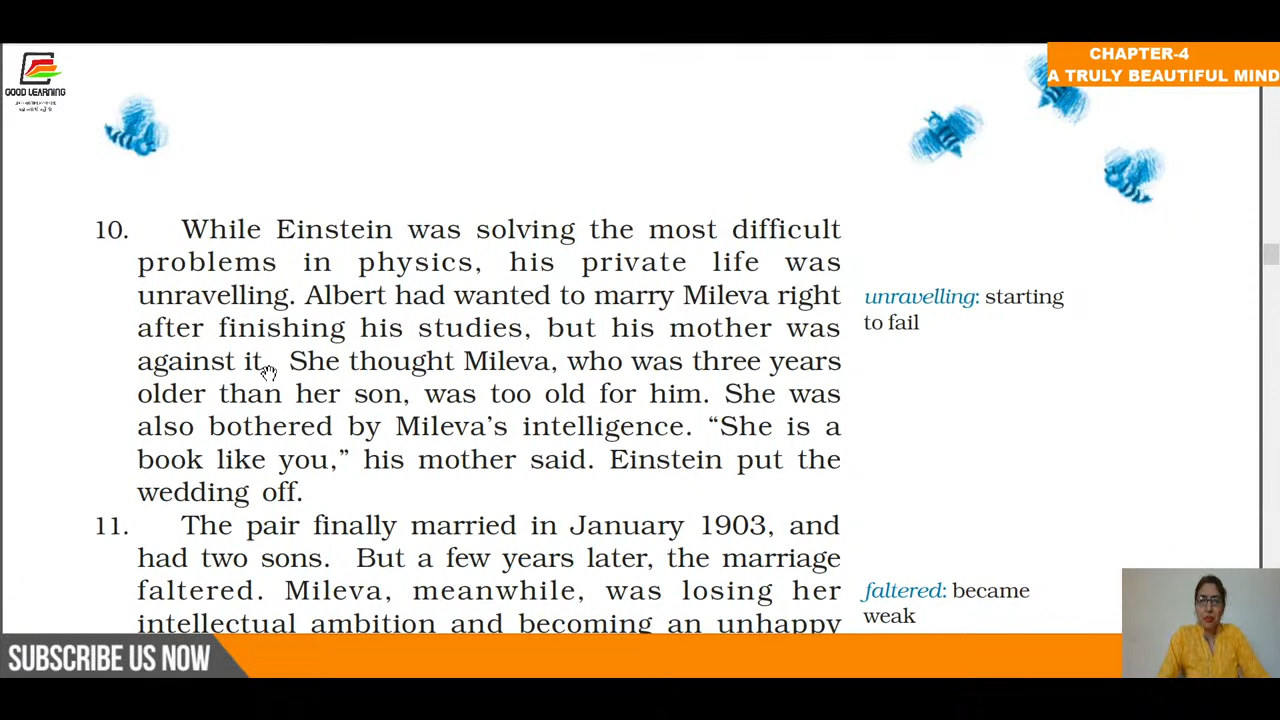 CHAPTER-4
A TRULY BEAUTIFUL MIND
GOOD LEARNING
10. While Einstein was solving the most difficult
problems in physics, his private life was
unravelling. Albert had wanted to marry Mileva right
after finishing his studies, but his mother was
against it. She thought Mileva, who was three years
older than her son, was too old for him. She was
also bothered by Mileva's intelligence. “She is a
book like you,” his mother said. Einstein put the
wedding off.
unravelling: starting
to fail
11. The pair finally married in January 1903, and
had two sons. But a few years later, the marriage
faltered. Mileva, meanwhile, was losing her
intellectual ambition and becoming an unhappy
faltered: became
weak
SUBSCRIBE US NOW